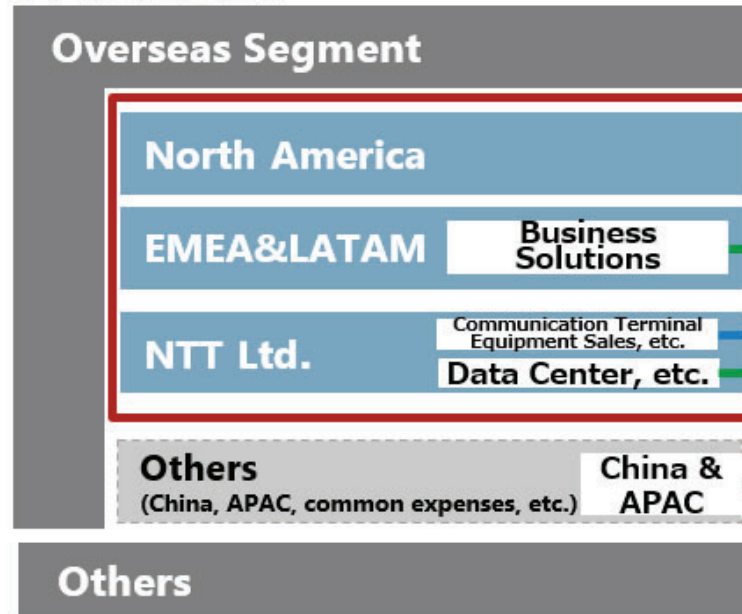 Overseas Segment
North America
EMEA&LATAM
Business
Solutions
NTT Ltd.
Communication Terminal
Equipment Sales, etc.
Data Center, etc.
Others
(China, APAC, common expenses, etc.)
China &
APAC
Others